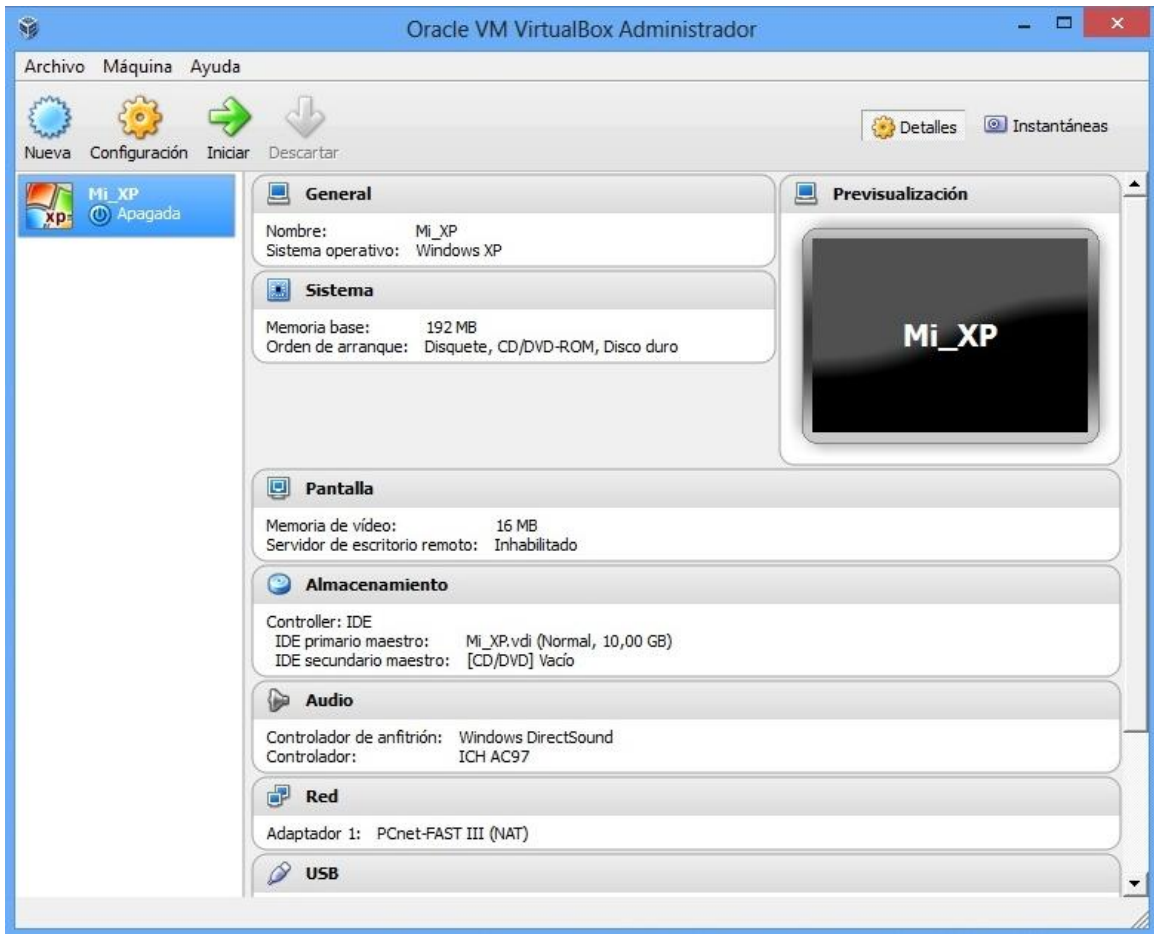 Oracle VM VirtualBox Administrador
Archivo Máquina Ayuda
Nueva Configuración Iniciar Descartar
Detalles Instantáneas
Mi_XP
Apagada
General
Nombre: Mi_XP
Sistema operativo: Windows XP
Sistema
Memoria base: 192 MB
Orden de arranque: Disquete, CD/DVD-ROM, Disco duro
Previsualización
Mi_XP
Pantalla
Memoria de vídeo: 16 MB
Servidor de escritorio remoto: Inhabilitado
Almacenamiento
Controller: IDE
IDE primario maestro: Mi_XP.vdi (Normal, 10,00 GB)
IDE secundario maestro: [CD/DVD] Vacío
Audio
Controlador de anfitrión: Windows DirectSound
Controlador: ICH AC97
Red
Adaptador 1: PCnet-FAST III (NAT)
USB
xp